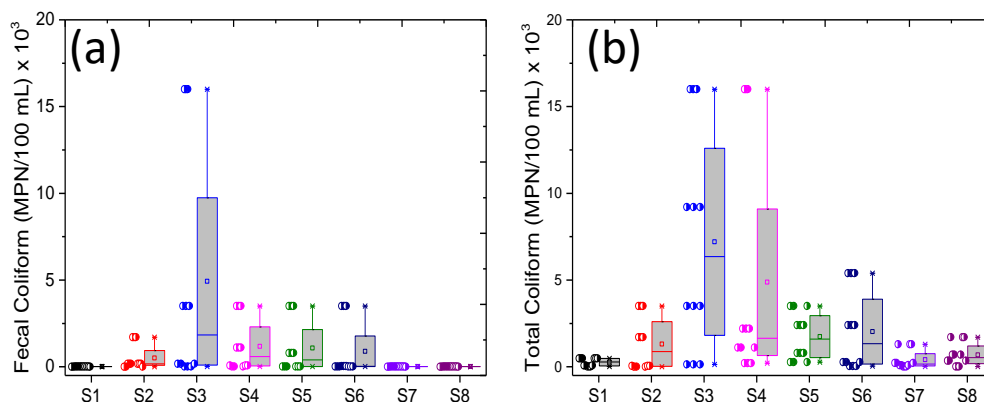 (a)
Fecal Coliform (MPN/100 mL) x 10³
20
15
10
5
0
S1 S2 S3 S4 S5 S6 S7 S8
(b)
Total Coliform (MPN/100 mL) x 10³
20
15
10
5
0
S1 S2 S3 S4 S5 S6 S7 S8